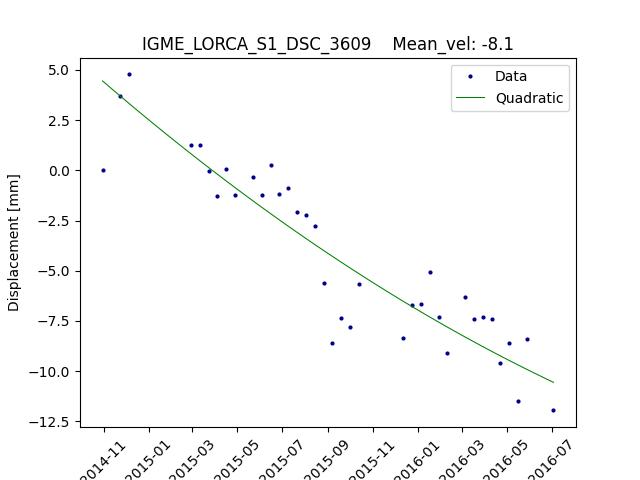 IGME_LORCA_S1_DSC_3609    Mean_vel: -8.1
Data
Quadratic
Displacement [mm]
5.0
2.5
0.0
−2.5
−5.0
−7.5
−10.0
−12.5
2014-11 2015-01 2015-03 2015-05 2015-07 2015-09 2015-11 2016-01 2016-03 2016-05 2016-07